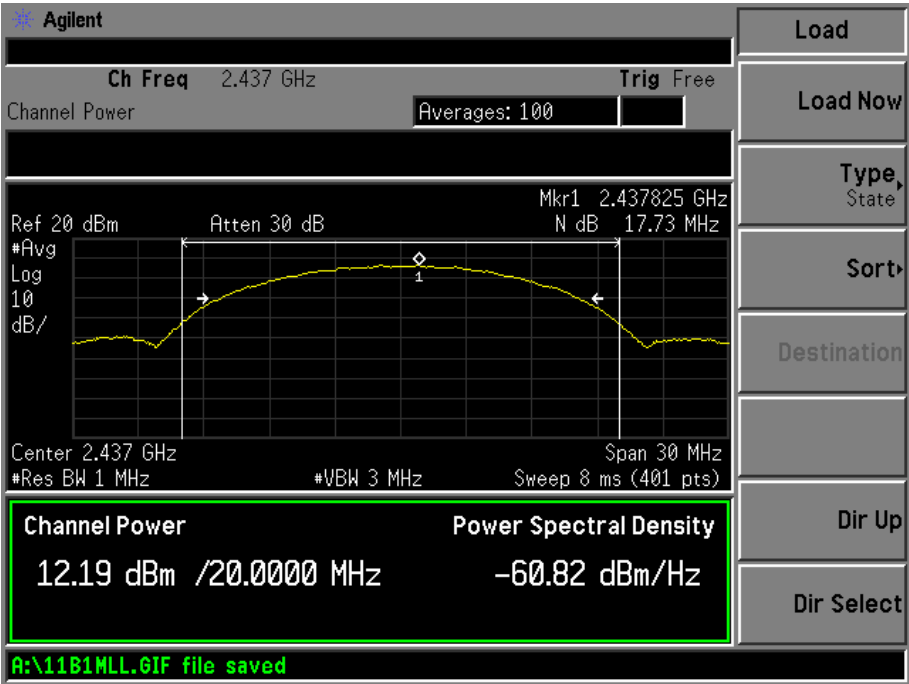 Agilent
Load
Ch Freq 2.437 GHz Trig Free
Channel Power Averages: 100
Load Now
Type
State
Mkr1 2.437825 GHz
Ref 20 dBm Atten 30 dB N dB 17.73 MHz
#Avg
Log
10
dB/
1
Sort
Destination
Center 2.437 GHz Span 30 MHz
#Res BW 1 MHz #VBW 3 MHz Sweep 8 ms (401 pts)
Channel Power Power Spectral Density
12.19 dBm /20.0000 MHz -60.82 dBm/Hz
Dir Up
Dir Select
A:\11B1MLL.GIF file saved